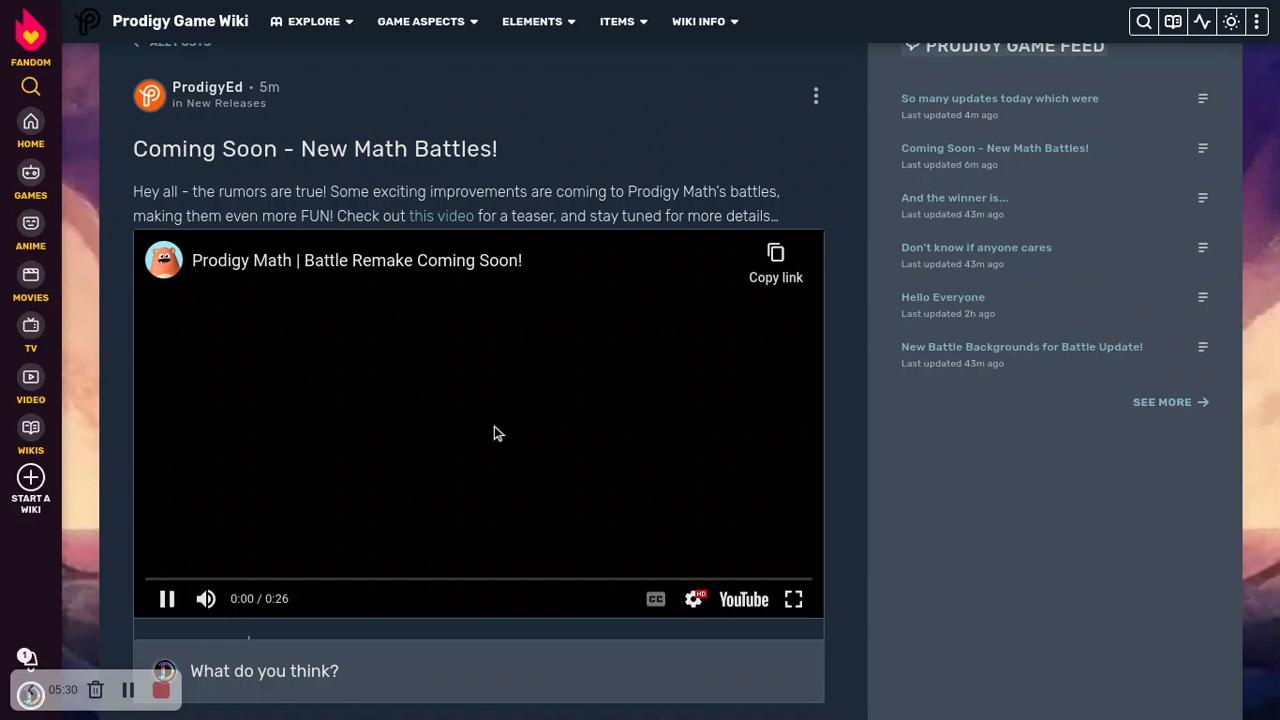 Prodigy Game Wiki
EXPLORE
GAME ASPECTS
ELEMENTS
ITEMS
WIKI INFO
FANDOM
HOME
GAMES
ANIME
MOVIES
TV
VIDEO
WIKIS
START A
WIKI
1
05:30
ALL POSTS
ProdigyEd • 5m
in New Releases
Coming Soon - New Math Battles!
Hey all - the rumors are true! Some exciting improvements are coming to Prodigy Math's battles,
making them even more FUN! Check out this video for a teaser, and stay tuned for more details...
Prodigy Math | Battle Remake Coming Soon!
Copy link
0:00 / 0:26
CC
HD
YouTube
What do you think?
PRODIGY GAME FEED
So many updates today which were
Last updated 4m ago
Coming Soon - New Math Battles!
Last updated 6m ago
And the winner is...
Last updated 43m ago
Don't know if anyone cares
Last updated 43m ago
Hello Everyone
Last updated 2h ago
New Battle Backgrounds for Battle Update!
Last updated 43m ago
SEE MORE